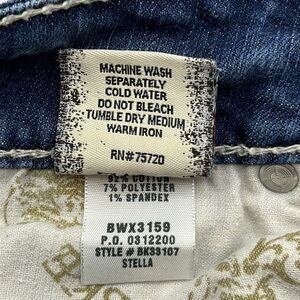 MACHINE WASH
SEPARATELY
COLD WATER
DO NOT BLEACH
TUMBLE DRY MEDIUM
WARM IRON
RN#75720
92% COTTON
7% POLYESTER
1% SPANDEX
BWX3159
P.O. 0312200
STYLE # BK33107
STELLA